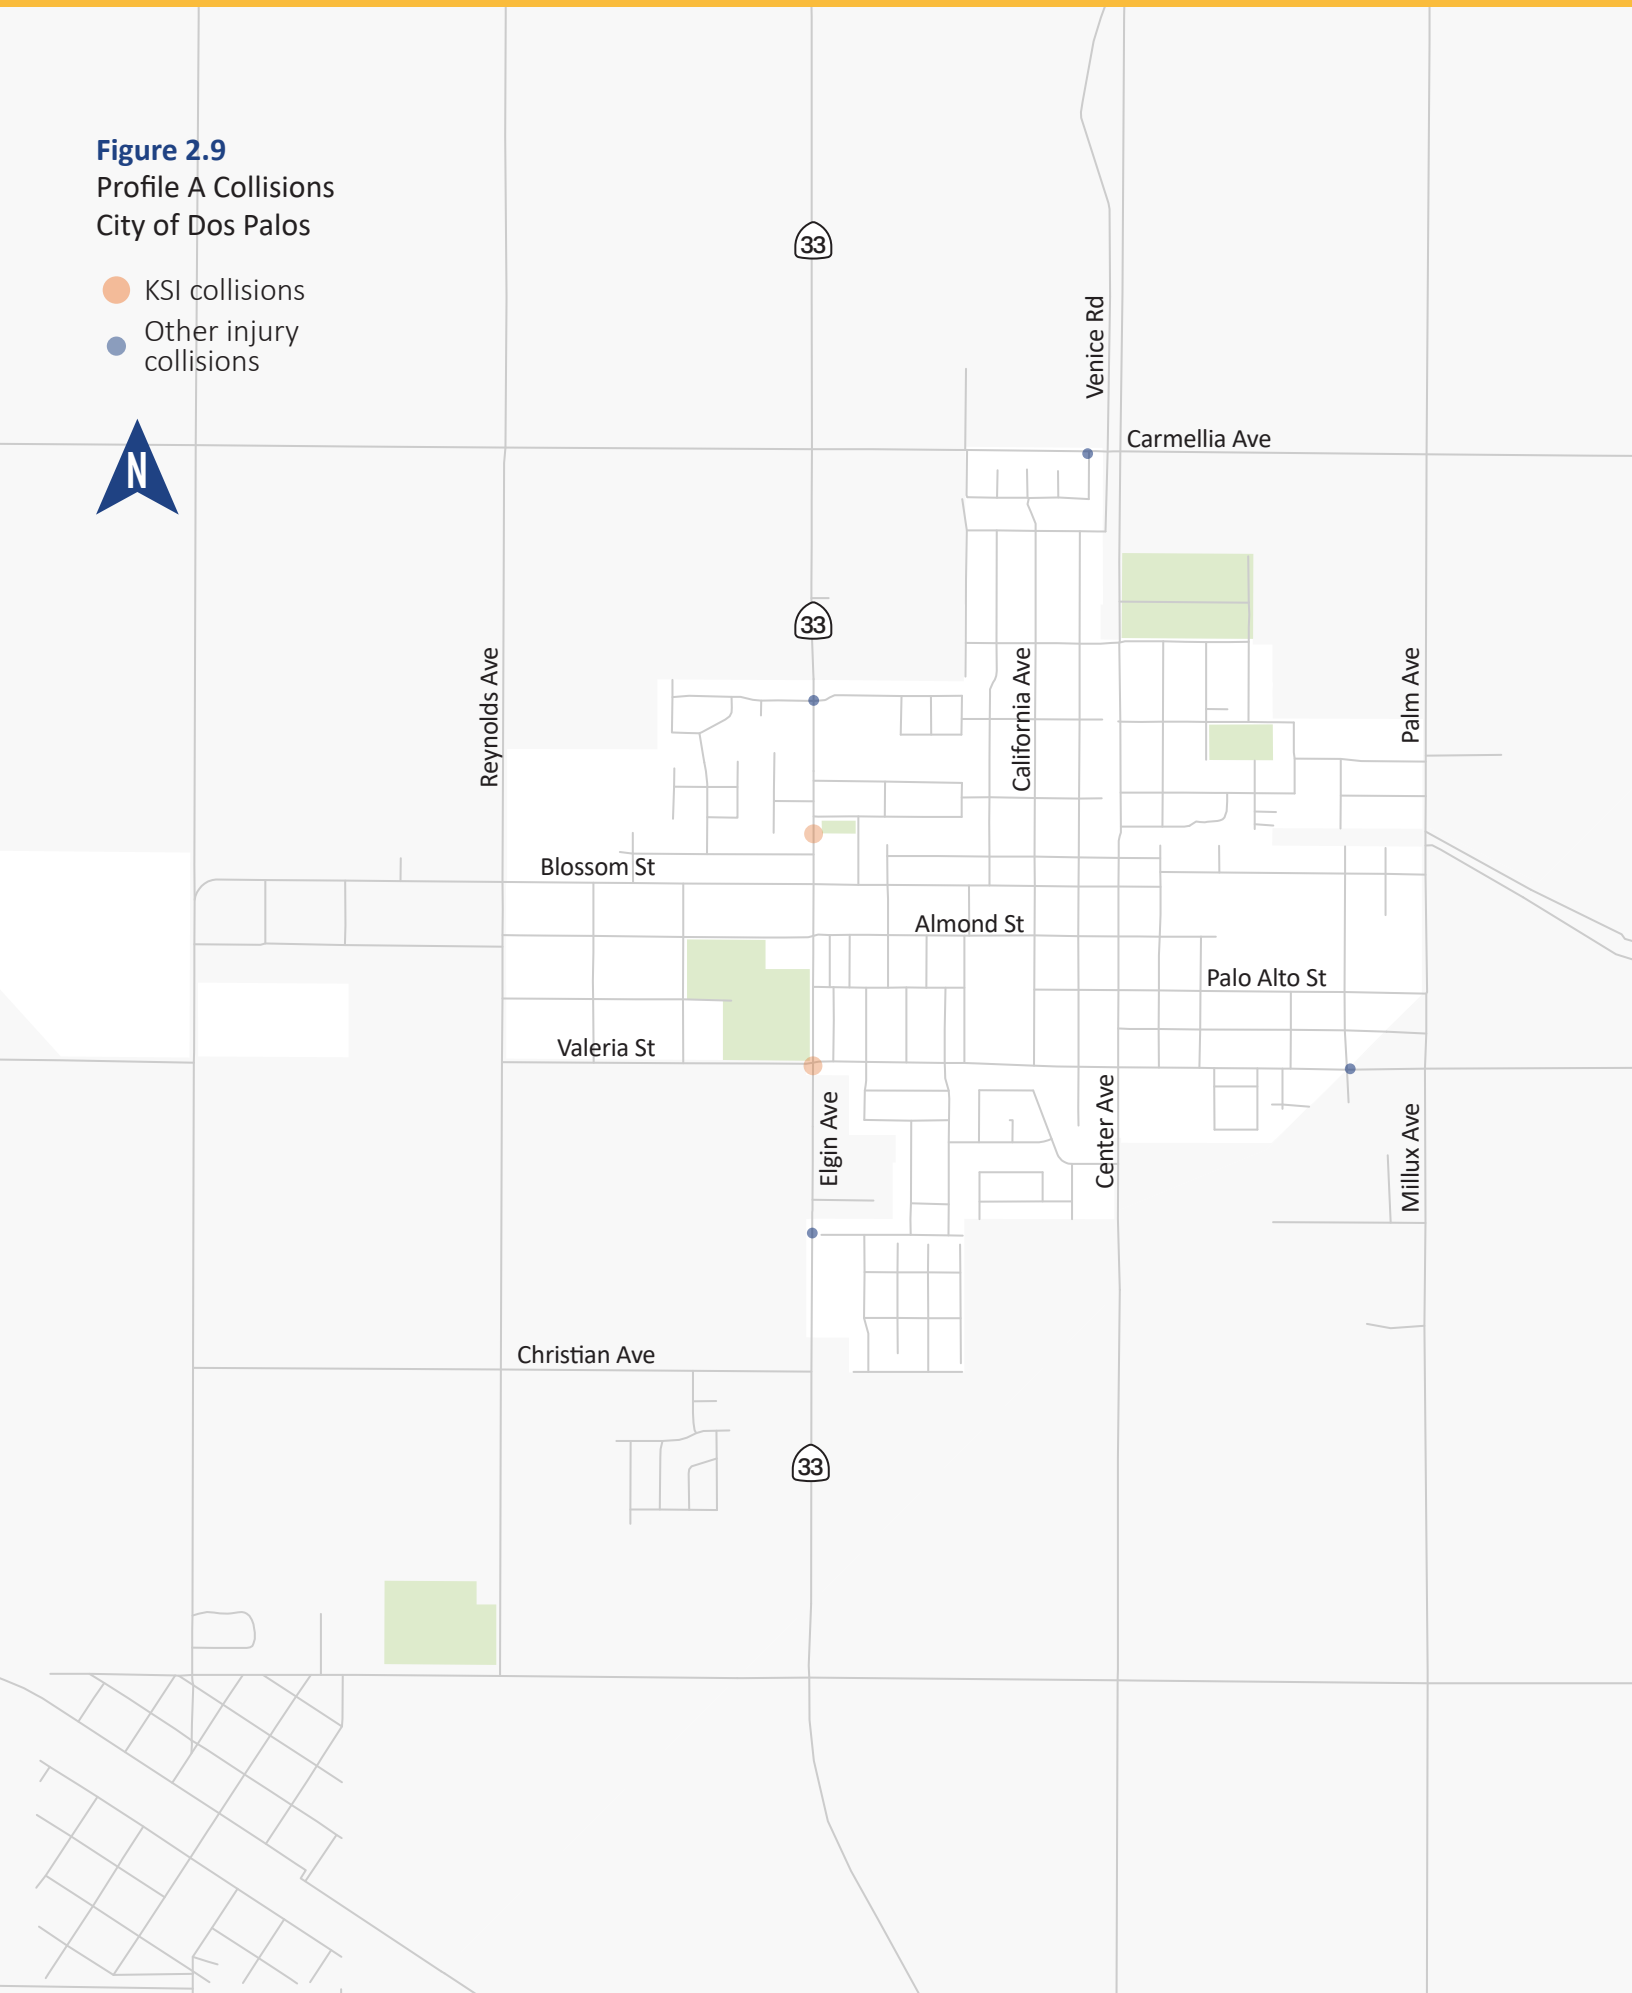 Figure 2.9
Profile A Collisions
City of Dos Palos
KSI collisions
Other injury
collisions
N
33
Venice Rd
Carmellia Ave
33
Reynolds Ave
California Ave
Palm Ave
Blossom St
Almond St
Palo Alto St
Valeria St
Elgin Ave
Center Ave
Millux Ave
Christian Ave
33